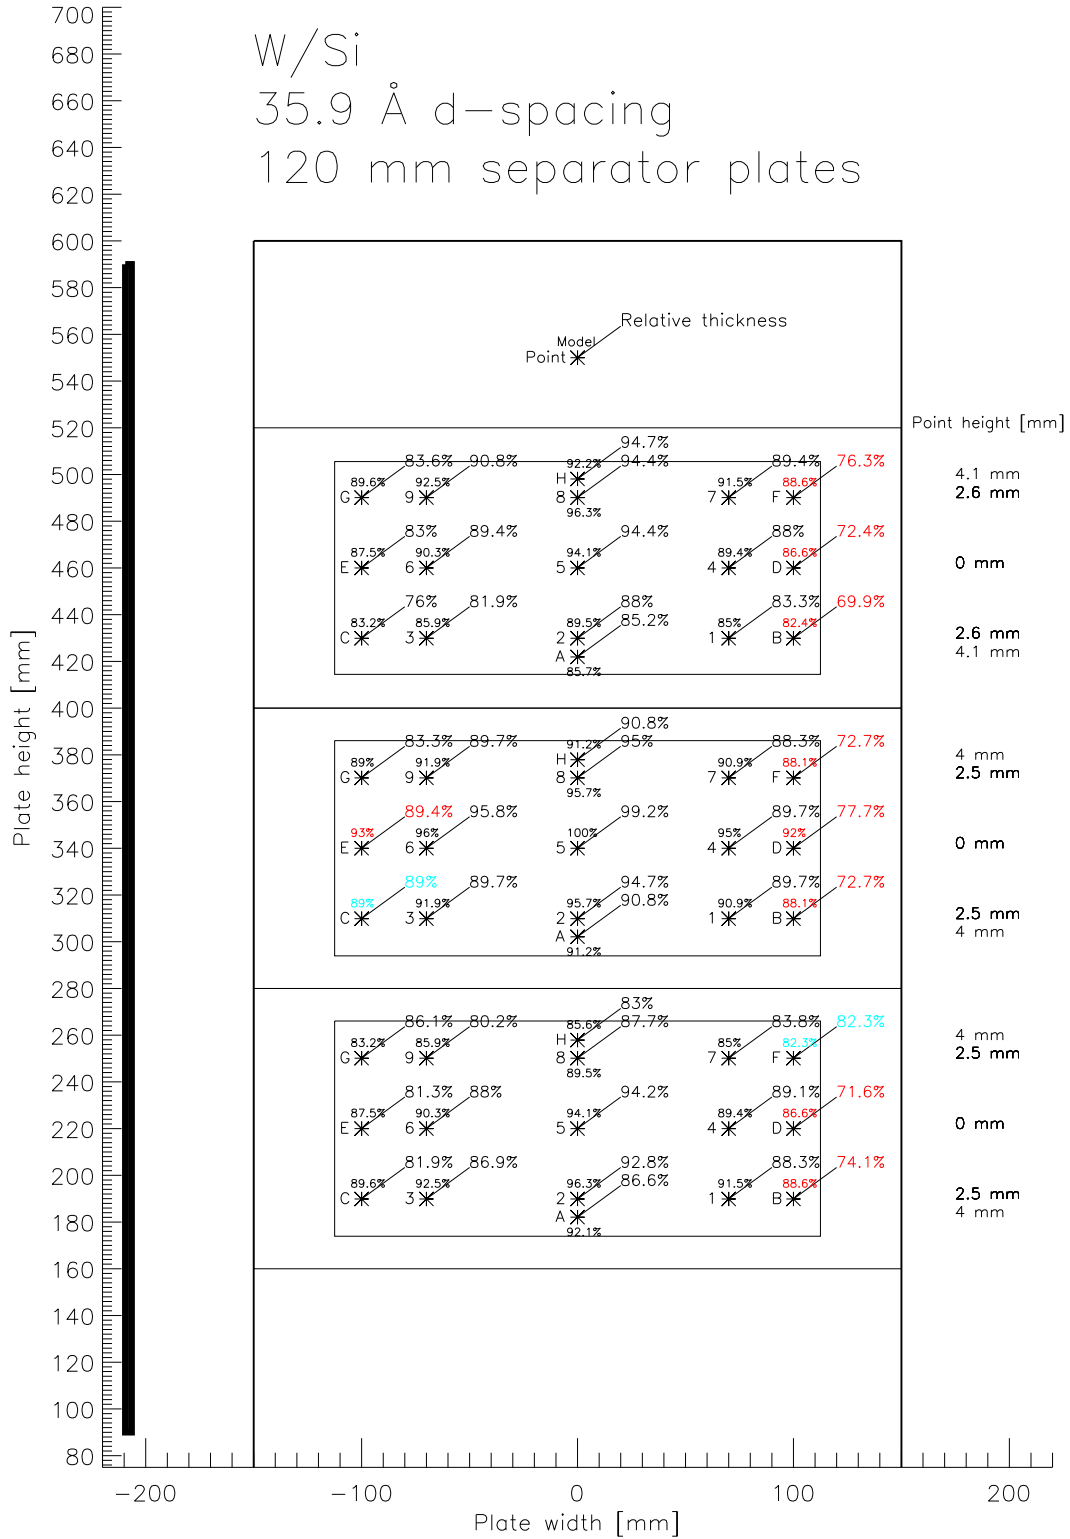 W/Si
35.9 Å d-spacing
120 mm separator plates
700
680
660
640
620
600
580
560
540
520
500
480
460
440
420
400
380
360
340
320
300
280
260
240
220
200
180
160
140
120
100
80
Plate height [mm]
Relative thickness
Model
Point
Point height [mm]
94.7%
83.6% 90.8% 92.2% 94.4% 89.4% 76.3%
89.6% 92.5% H 91.5% 88.6% 4.1 mm
G 9 8 7 F 2.6 mm
96.3%
83% 89.4% 94.4% 88% 72.4%
87.5% 90.3% 94.1% 89.4% 86.6%
E 6 5 4 D 0 mm
76% 81.9% 88% 83.3% 69.9%
83.2% 85.9% 89.5% 85.2% 85% 82.4%
C 3 2 1 B 2.6 mm
A 4.1 mm
85.7%
90.8%
83.3% 89.7% 91.2% 95% 88.3% 72.7%
89% 91.9% H 90.9% 88.1% 4 mm
G 9 8 7 F 2.5 mm
95.7%
89.4% 95.8% 99.2% 89.7% 77.7%
93% 96% 100% 95% 92%
E 6 5 4 D 0 mm
89% 89.7% 94.7% 89.7% 72.7%
89% 91.9% 95.7% 90.8% 90.9% 88.1%
C 3 2 1 B 2.5 mm
A 4 mm
91.2%
83%
86.1% 80.2% 85.6% 87.7% 83.8% 82.3%
83.2% 85.9% H 85% 82.3% 4 mm
G 9 8 7 F 2.5 mm
89.5%
81.3% 88% 94.2% 89.1% 71.6%
87.5% 90.3% 94.1% 89.4% 86.6%
E 6 5 4 D 0 mm
81.9% 86.9% 92.8% 88.3% 74.1%
89.6% 92.5% 96.3% 86.6% 91.5% 88.6%
C 3 2 1 B 2.5 mm
A 4 mm
92.1%
-200 -100 0 100 200
Plate width [mm]